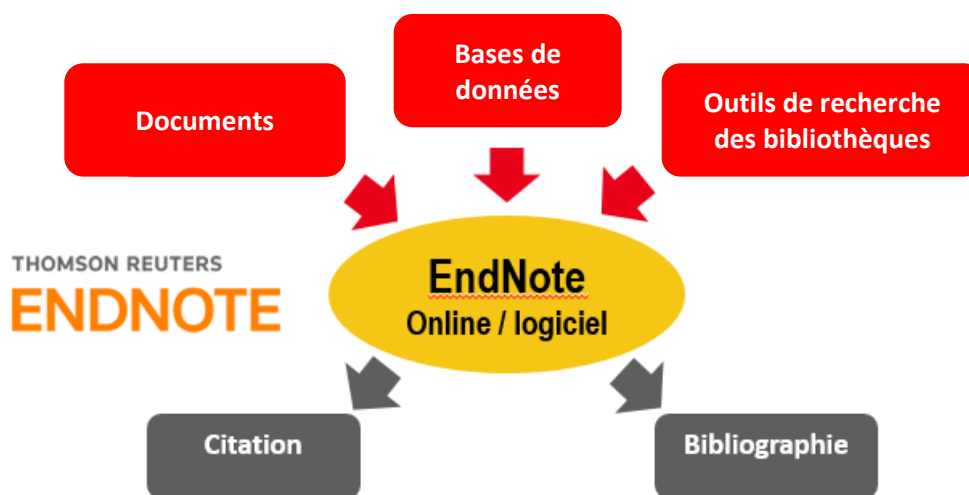 Bases de
données
Documents
Outils de recherche
des bibliothèques
THOMSON REUTERS
ENDNOTE
EndNote
Online / logiciel
Citation
Bibliographie